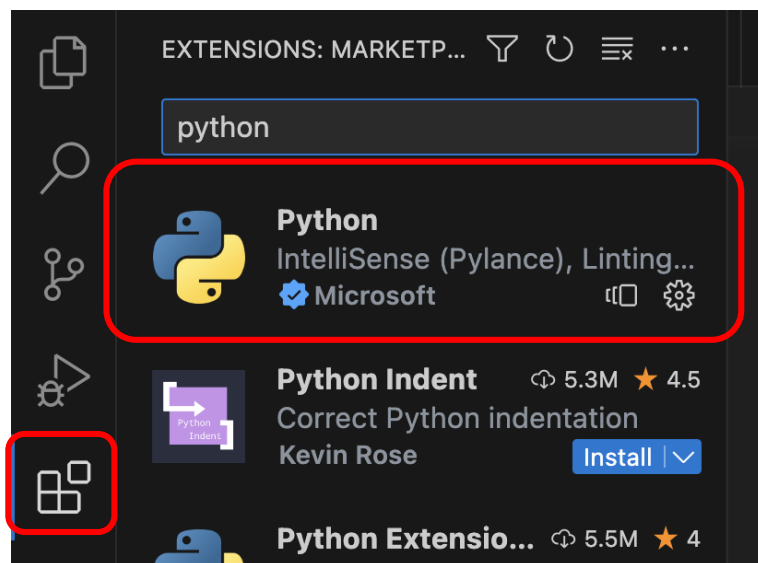 EXTENSIONS: MARKETP...
python
Python
IntelliSense (Pylance), Linting...
Microsoft
Python Indent 5.3M 4.5
Correct Python indentation
Python
Indent
Kevin Rose
Install
Python Extensio... 5.5M 4